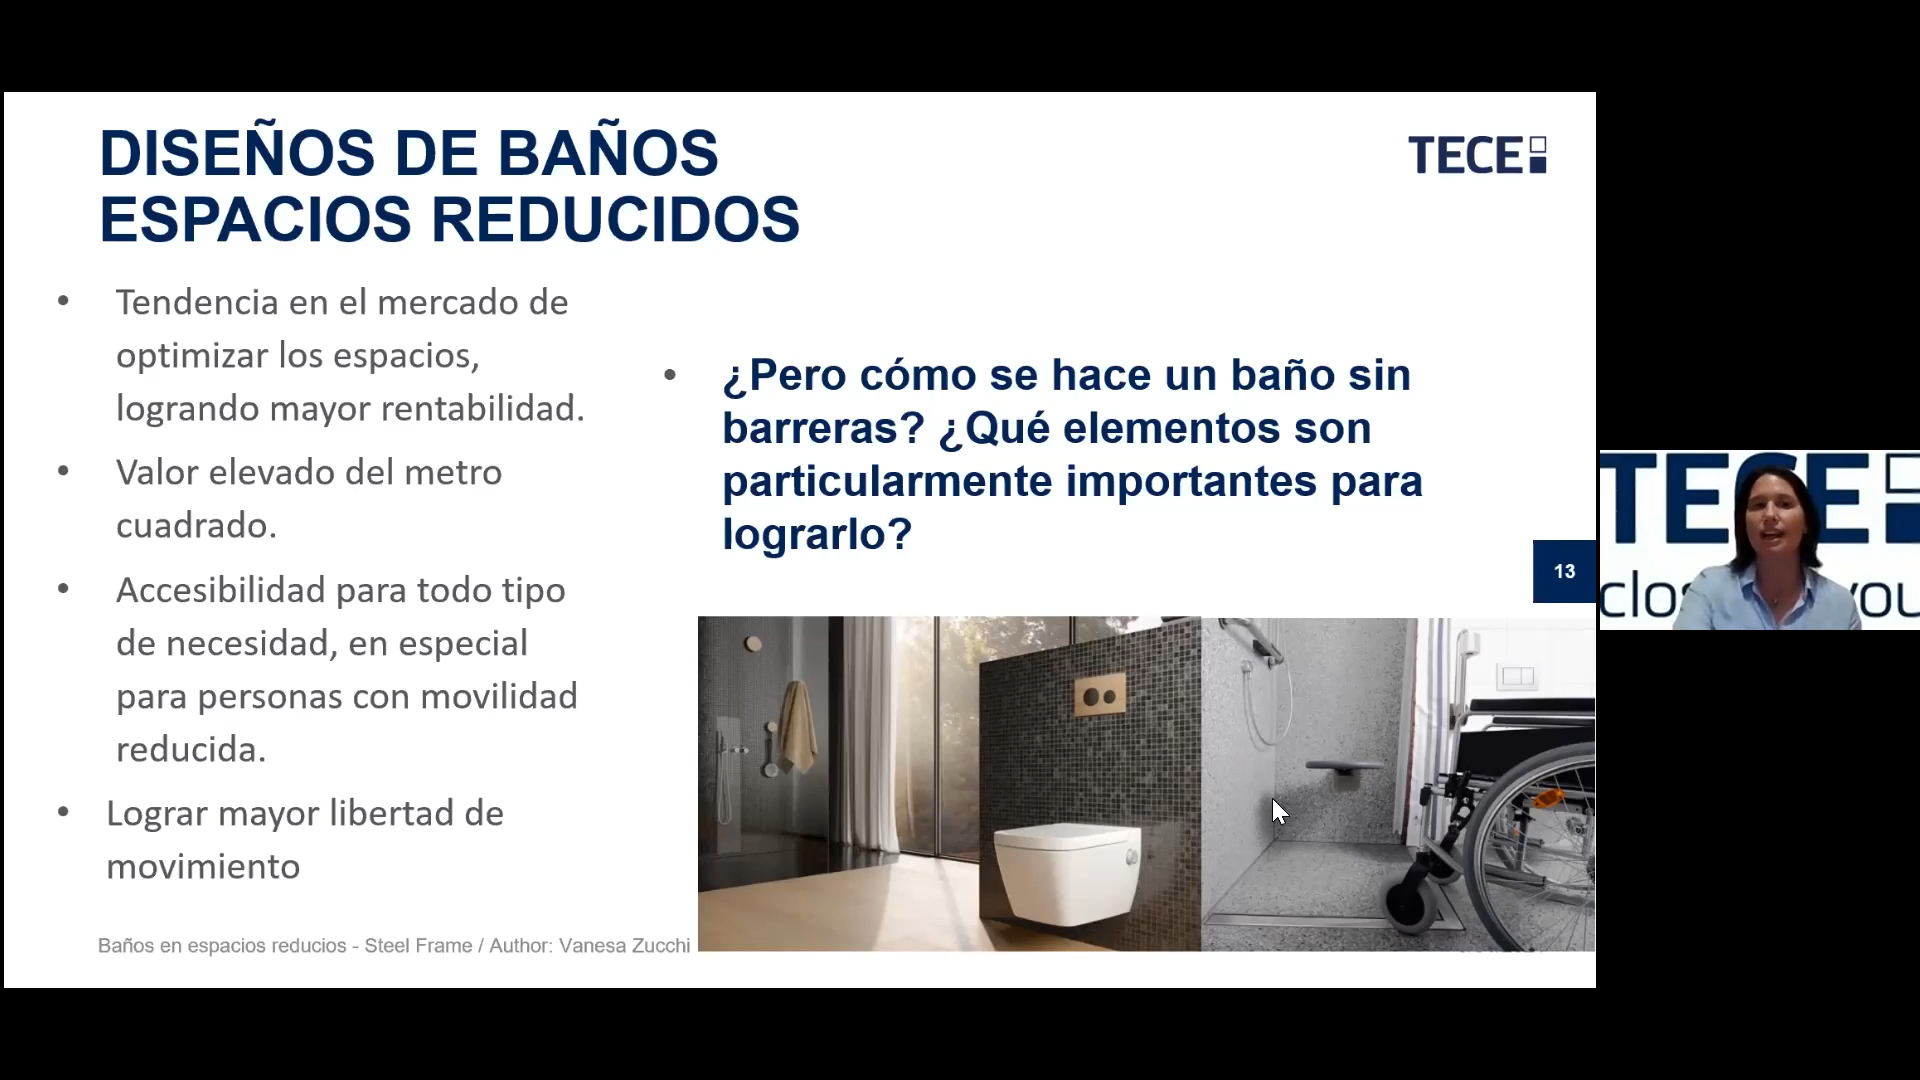 DISEÑOS DE BAÑOS
ESPACIOS REDUCIDOS
TECE
• Tendencia en el mercado de
optimizar los espacios,
logrando mayor rentabilidad.
• Valor elevado del metro
cuadrado.
• Accesibilidad para todo tipo
de necesidad, en especial
para personas con movilidad
reducida.
• Lograr mayor libertad de
movimiento
• ¿Pero cómo se hace un baño sin
barreras? ¿Qué elementos son
particularmente importantes para
lograrlo?
13
Baños en espacios reducios - Steel Frame / Author: Vanesa Zucchi
TECE